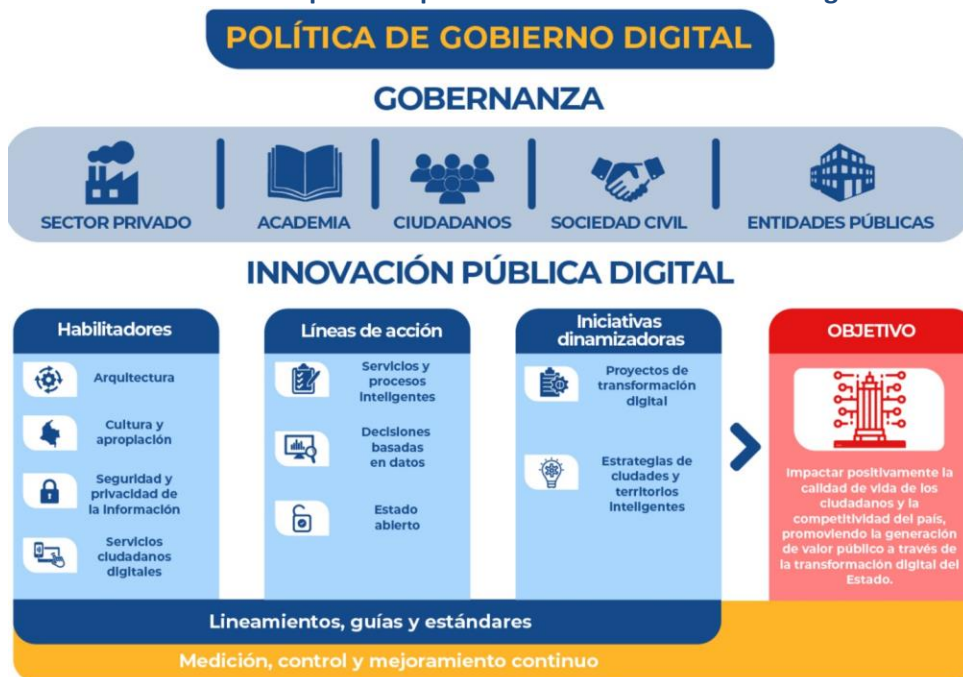 POLÍTICA DE GOBIERNO DIGITAL
GOBERNANZA
SECTOR PRIVADO
ACADEMIA
CIUDADANOS
SOCIEDAD CIVIL
ENTIDADES PÚBLICAS
INNOVACIÓN PÚBLICA DIGITAL
Habilitadores
Arquitectura
Cultura y
apropiación
Seguridad y
privacidad de
la Información
Servicios
ciudadanos
digitales
Líneas de acción
Servicios y
procesos
Inteligentes
Decisiones
basadas
en datos
Estado
abierto
Iniciativas
dinamizadoras
Proyectos de
transformación
digital
Estrategias de
ciudades y
territorios
Inteligentes
OBJETIVO
Impactar positivamente la
calidad de vida de los
ciudadanos y la
competitividad del país,
promoviendo la generación
de valor público a través de
la transformación digital del
Estado.
Lineamientos, guías y estándares
Medición, control y mejoramiento continuo